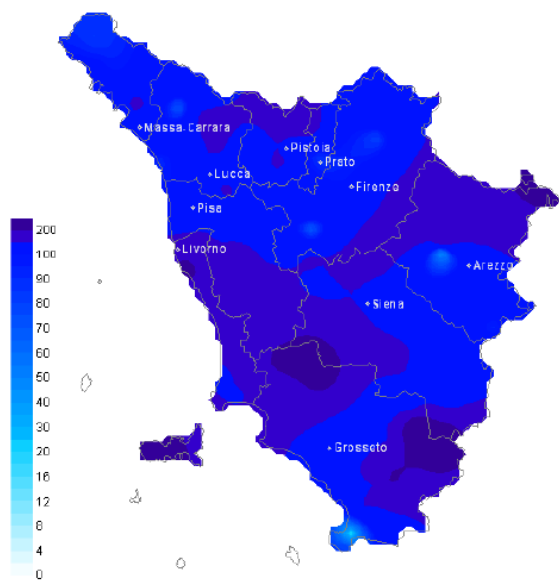 Massa Carrara
Pistoia
Prato
Lucca
Firenze
Pisa
Livorno
Arezzo
Siena
Grosseto
200
100
90
80
70
60
50
40
30
20
16
12
8
4
0